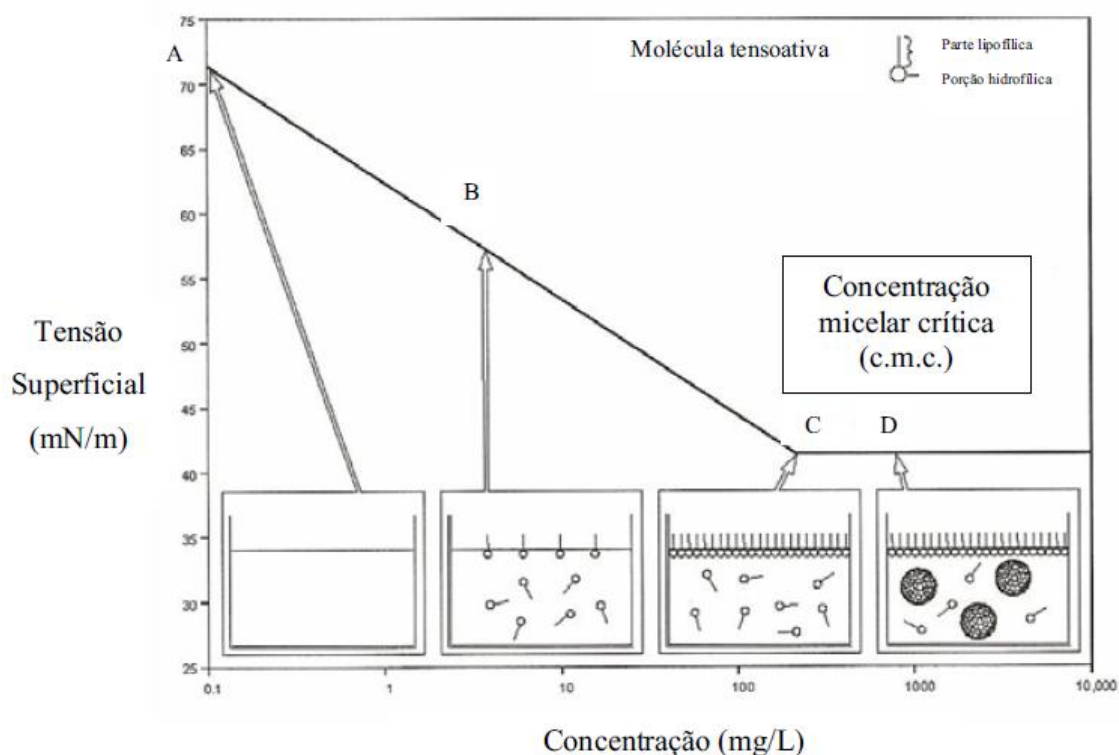 75
A
70
65
60
55
50
45
40
35
30
25
Molécula tensoativa
Parte lipofílica
Porção hidrofílica
B
Concentração
micelar crítica
(c.m.c.)
C
D
Tensão
Superficial
(mN/m)
0.1
1
10
100
1000
10,000
Concentração (mg/L)